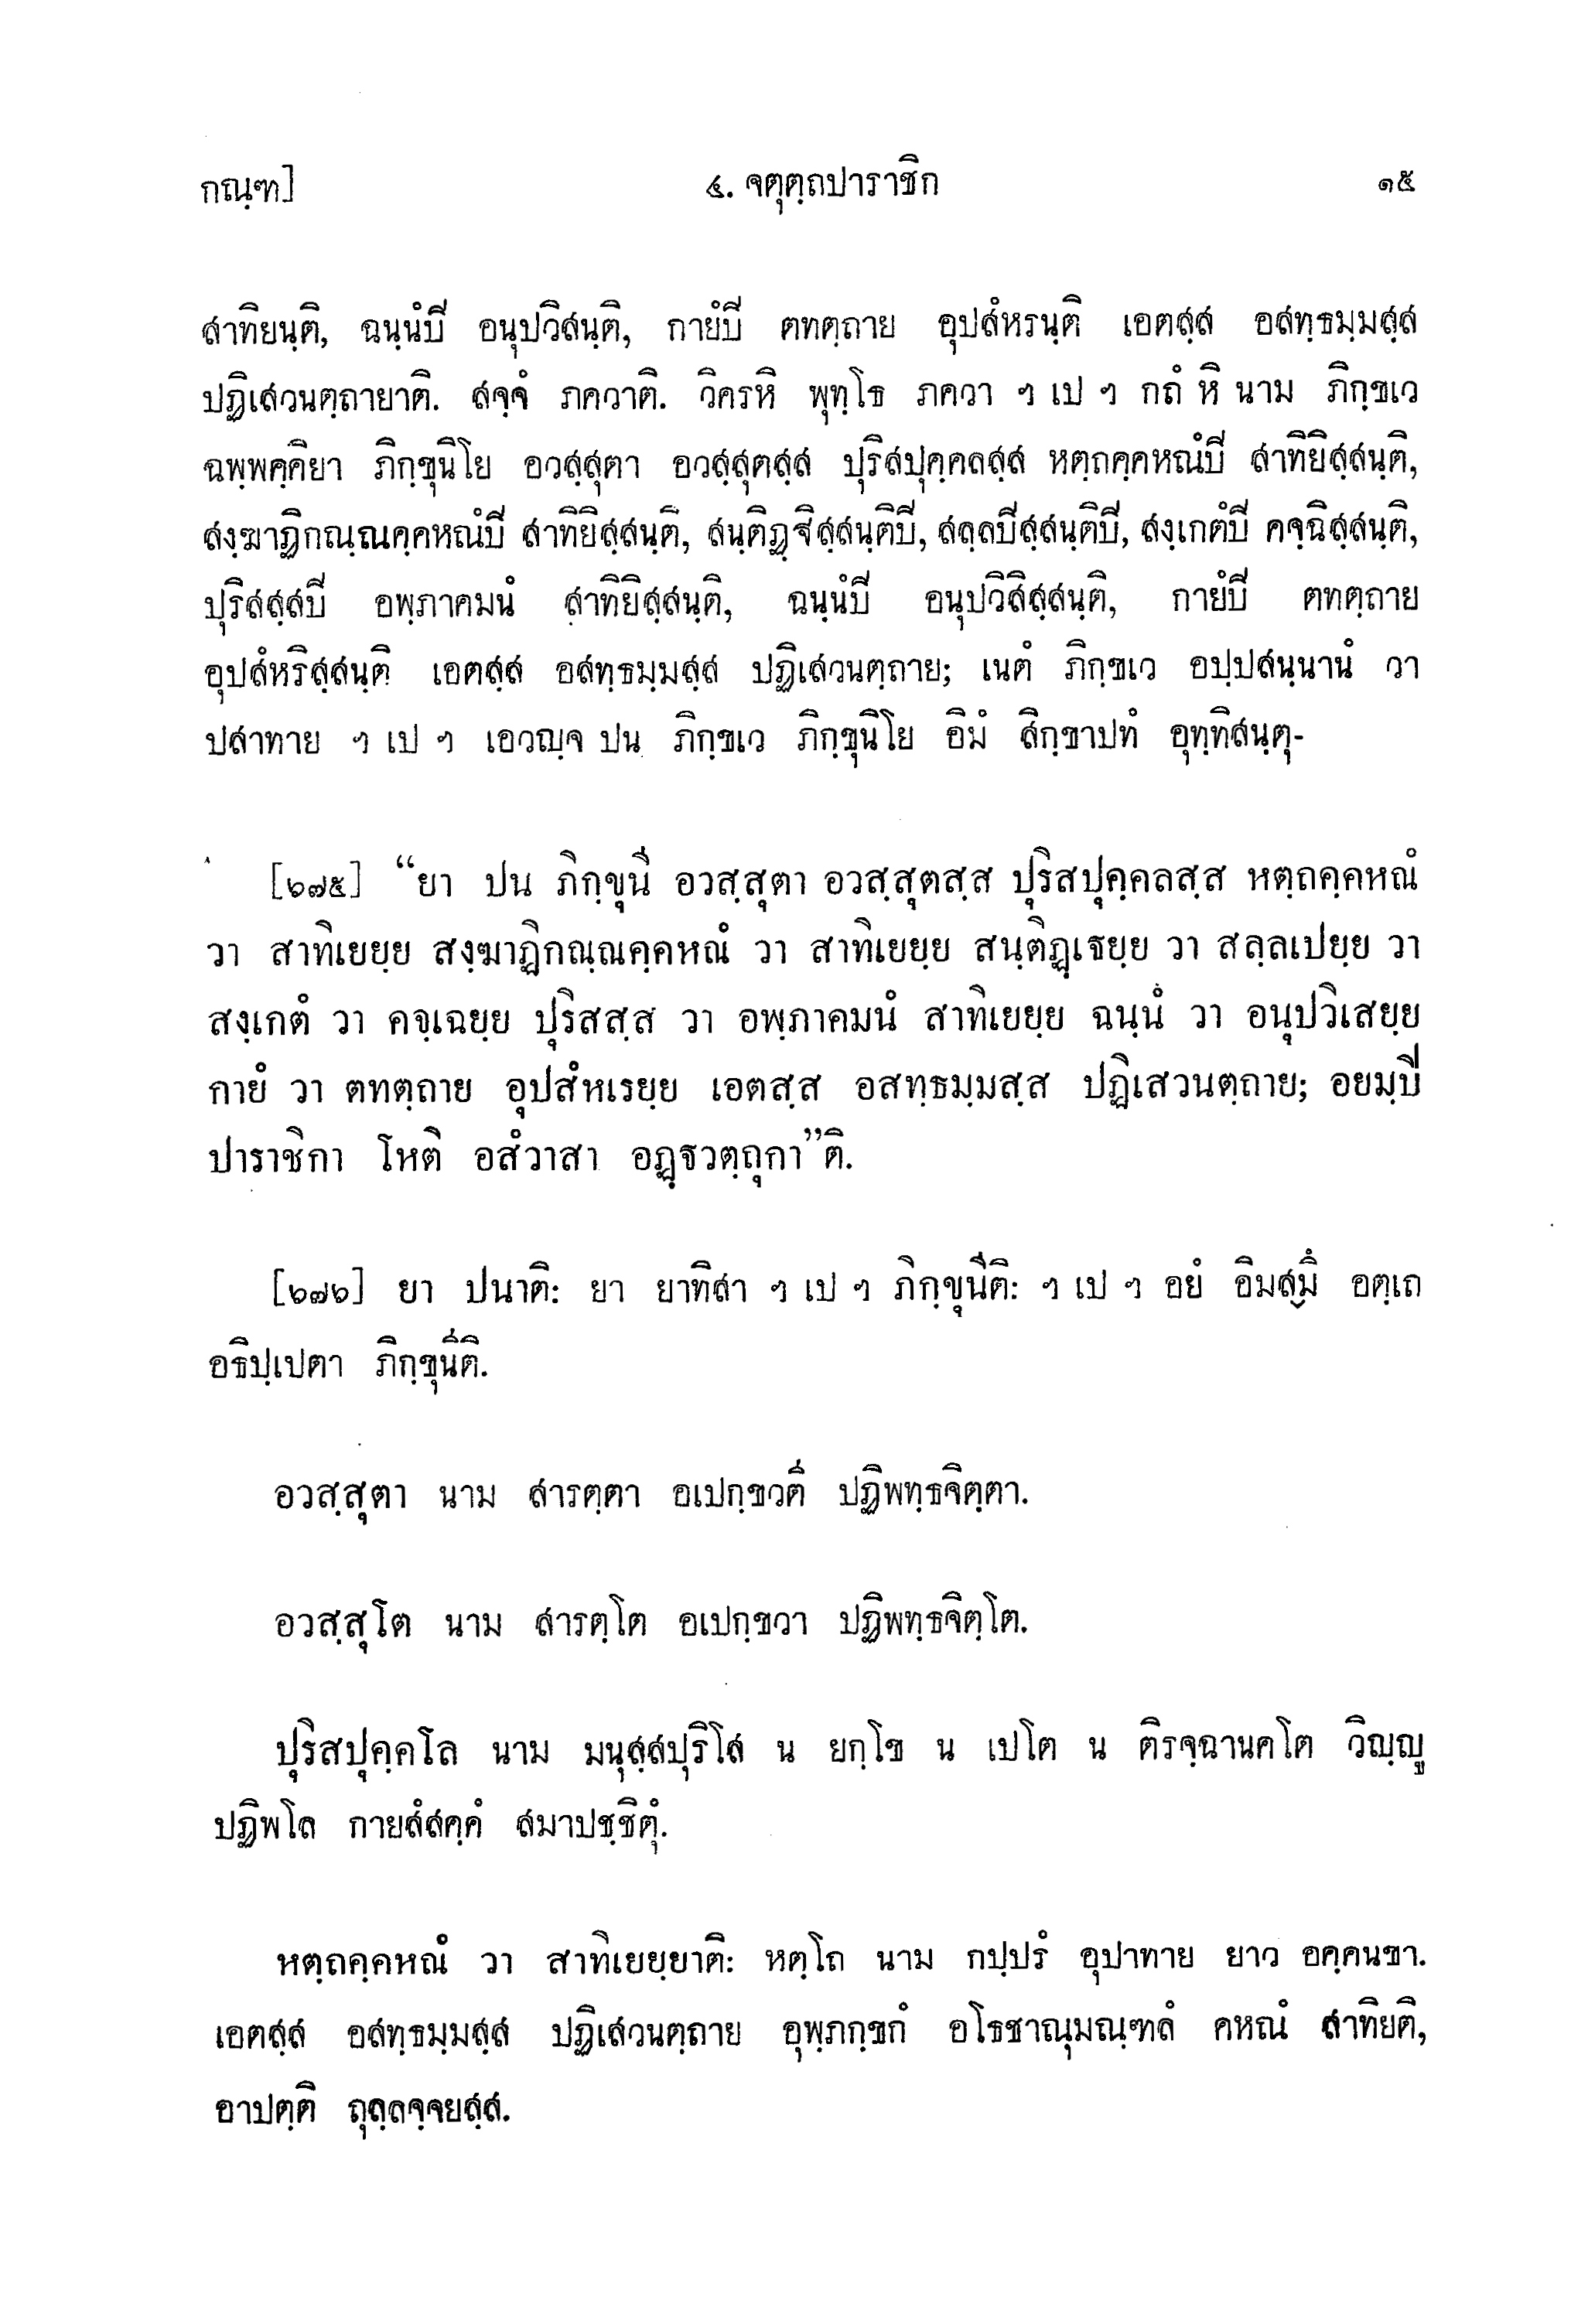 กณฺฑ]
๔. จตุตฺถปาราชิก
๑๕
สาทิยนฺติ, ฉนฺนํปี อนุปวิสนฺติ, กายํปี ตทตฺถาย อุปสํหรนฺติ เอตสฺส อสทฺธมฺมสฺส
ปฏิเสวนตฺถายาติ. สจฺจํ ภควาติ. วิครหิ พุทฺโธ ภควา ฯ เป ฯ กถํ หิ นาม ภิกฺขเว
ฉพฺพคฺคิยา ภิกฺขุนิโย อวสฺสุตา อวสฺสุตสฺส ปุริสปุคฺคลสฺส หตฺถคฺคหณํปี สาทิยิสฺสนฺติ,
สงฺฆาฏิกณฺณคฺคหณํปี สาทิยิสฺสนฺติ, สนฺติฏฺฐิสฺสนฺติปี, สลฺลปีสฺสนฺติปี, สงฺเกตํปี คจฺฉิสฺสนฺติ,
ปุริสสฺสปี อพฺภาคมนํ สาทิยิสฺสนฺติ, ฉนฺนํปี อนุปวิสิสฺสนฺติ, กายํปี ตทตฺถาย
อุปสํหริสฺสนฺติ เอตสฺส อสทฺธมฺมสฺส ปฏิเสวนตฺถาย; เนตํ ภิกฺขเว อปฺปสนฺนานํ วา
ปสาทาย ฯ เป ฯ เอวญฺจ ปน ภิกฺขเว ภิกฺขุนิโย อิมํ สิกฺขาปทํ อุทฺทิสนฺตุ-
[๖๗๕] “ยา ปน ภิกฺขุนี อวสฺสุตา อวสฺสุตสฺส ปุริสปุคฺคลสฺส หตฺถคฺคหณํ
วา สาทิเยยฺย สงฺฆาฏิกณฺณคฺคหณํ วา สาทิเยยฺย สนฺติฏฺเฐยฺย วา สลฺลเปยฺย วา
สงฺเกตํ วา คจฺเฉยฺย ปุริสสฺส วา อพฺภาคมนํ สาทิเยยฺย ฉนฺนํ วา อนุปวิเสยฺย
กายํ วา ตทตฺถาย อุปสํหเรยฺย เอตสฺส อสทฺธมฺมสฺส ปฏิเสวนตฺถาย; อยมฺปี
ปาราชิกา โหติ อสํวาสา อฏฺฐวตฺถุกา”ติ.
[๖๗๖] ยา ปนาติ: ยา ยาทิสา ฯ เป ฯ ภิกฺขุนีติ: ฯ เป ฯ อยํ อิมสฺมึ อตฺเถ
อธิปฺเปตา ภิกฺขุนีติ.
อวสฺสุตา นาม สารตฺตา อเปกฺขวตี ปฏิพทฺธจิตฺตา.
อวสฺสุโต นาม สารตฺโต อเปกฺขวา ปฏิพทฺธจิตฺโต.
ปุริสปุคฺคโล นาม มนุสฺสปุริโส น ยกฺโข น เปโต น ติรจฺฉานคโต วิญฺญู
ปฏิพโล กายสํสคฺคํ สมาปชฺชิตุํ.
หตฺถคฺคหณํ วา สาทิเยยฺยาติ: หตฺโถ นาม กปฺปรํ อุปาทาย ยาว อคฺคนขา.
เอตสฺส อสทฺธมฺมสฺส ปฏิเสวนตฺถาย อุพฺภกฺขกํ อโธชาณุมณฺฑลํ คหณํ สาทิยติ,
อาปตฺติ ถุลฺลจฺจยสฺส.